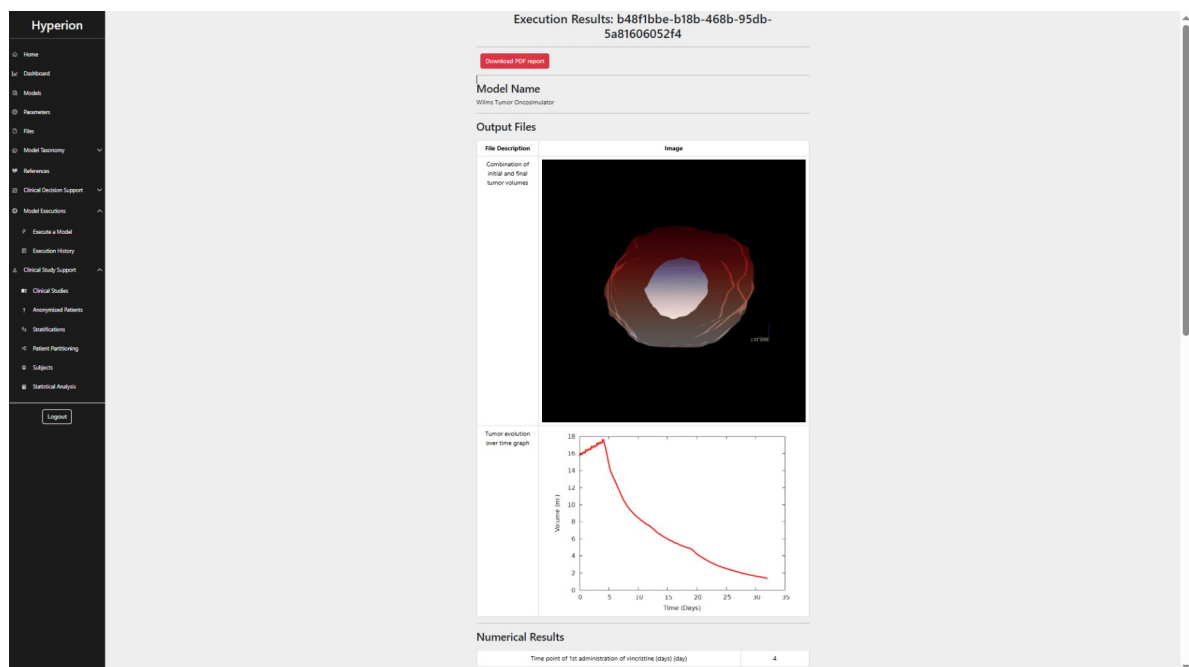 Hyperion
Home
Dashboard
Models
Parameters
Files
Model Taxonomy
References
Clinical Decision Support
Model Executions
Execute a Model
Execution History
Clinical Study Support
Clinical Studies
Anonymized Patients
Stratifications
Patient Partitioning
Subjects
Statistical Analysis
Logout
Execution Results: b48f1bbe-b18b-468b-95db-
5a81606052f4
Download PDF report
Model Name
Wilms Tumor Oncosimulator
Output Files
File Description Image
Combination of
initial and final
tumor volumes
Tumor evolution
over time graph
18
16
14
12
10
8
6
4
2
0
Volume (ml)
0 5 10 15 20 25 30 35
Time (Days)
Numerical Results
Time point of 1st administration of vincristine (days) (day) 4